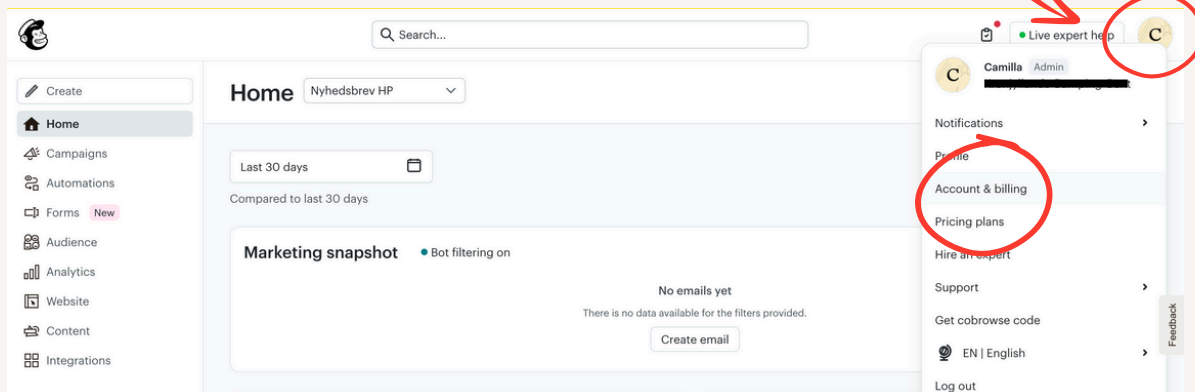 Search...
Live expert help
C
Create
Home
Campaigns
Automations
Forms New
Audience
Analytics
Website
Content
Integrations
Home Nyhedsbrev HP
Last 30 days
Compared to last 30 days
Marketing snapshot Bot filtering on
No emails yet
There is no data available for the filters provided.
Create email
C
Camilla Admin
Notifications
Profile
Account & billing
Pricing plans
Hire an expert
Support
Get cobrowse code
EN | English
Log out
Feedback